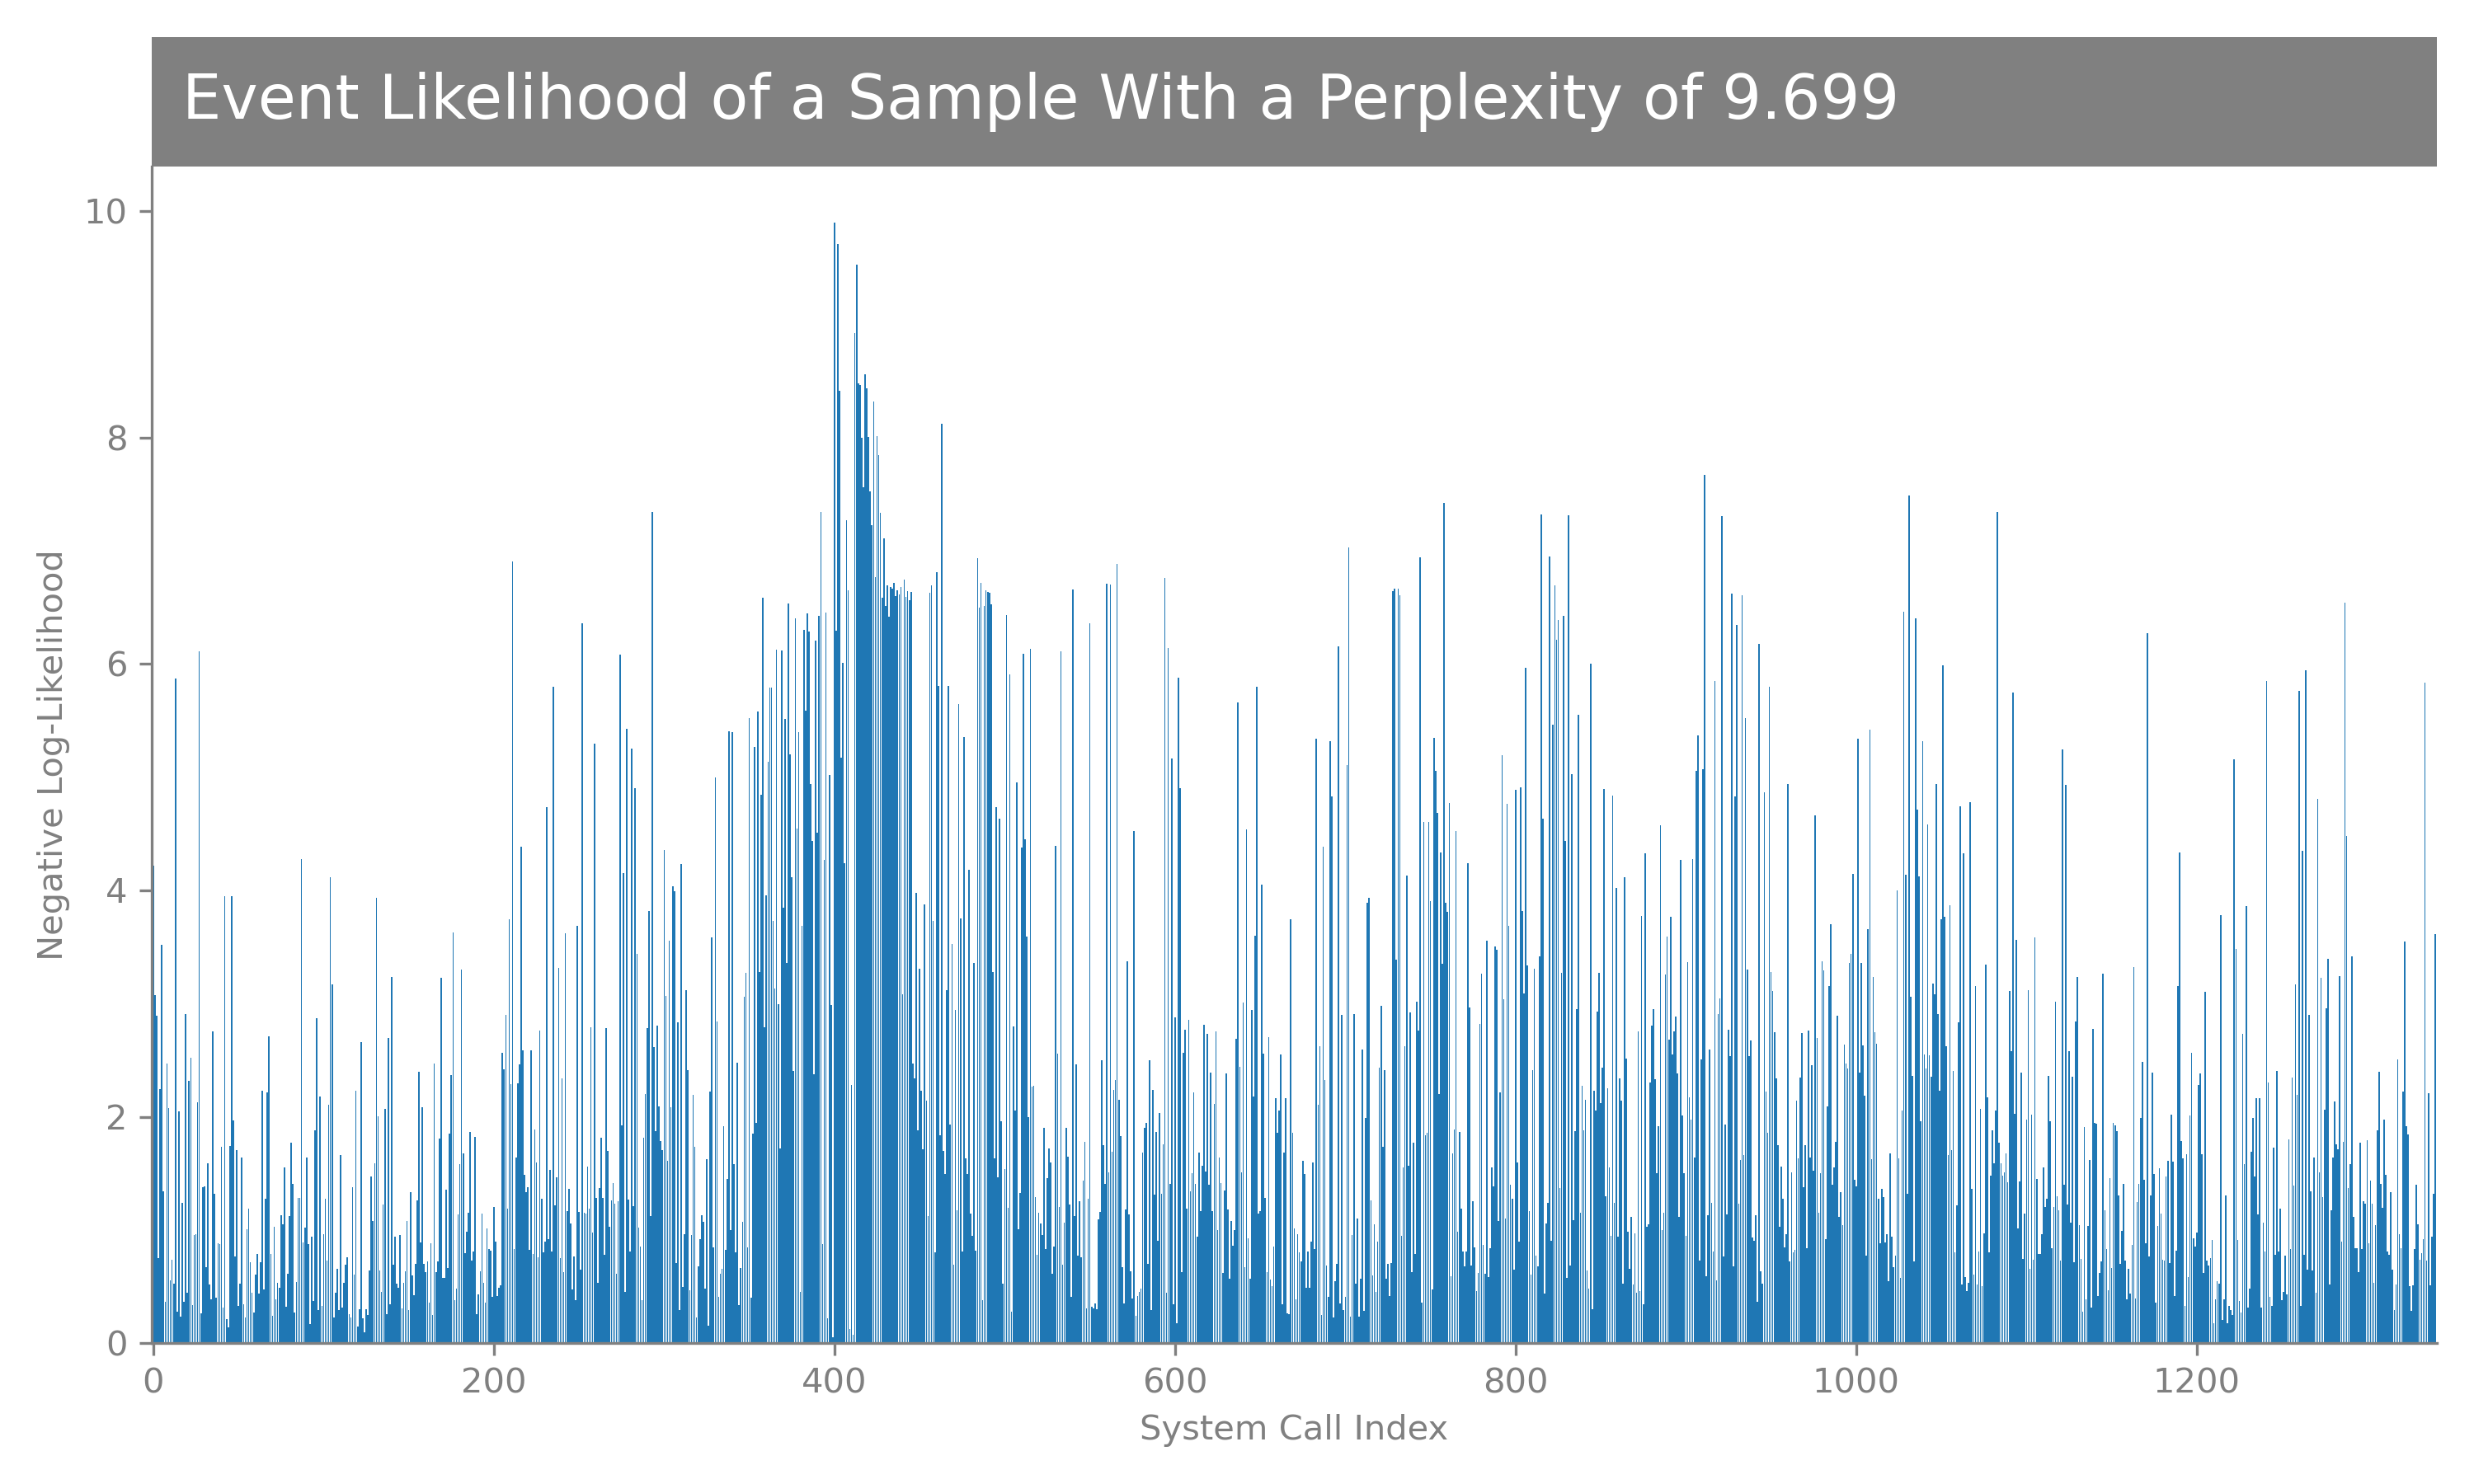 Event Likelihood of a Sample With a Perplexity of 9.699
10
8
6
4
2
0
Negative Log-Likelihood
0 200 400 600 800 1000 1200
System Call Index